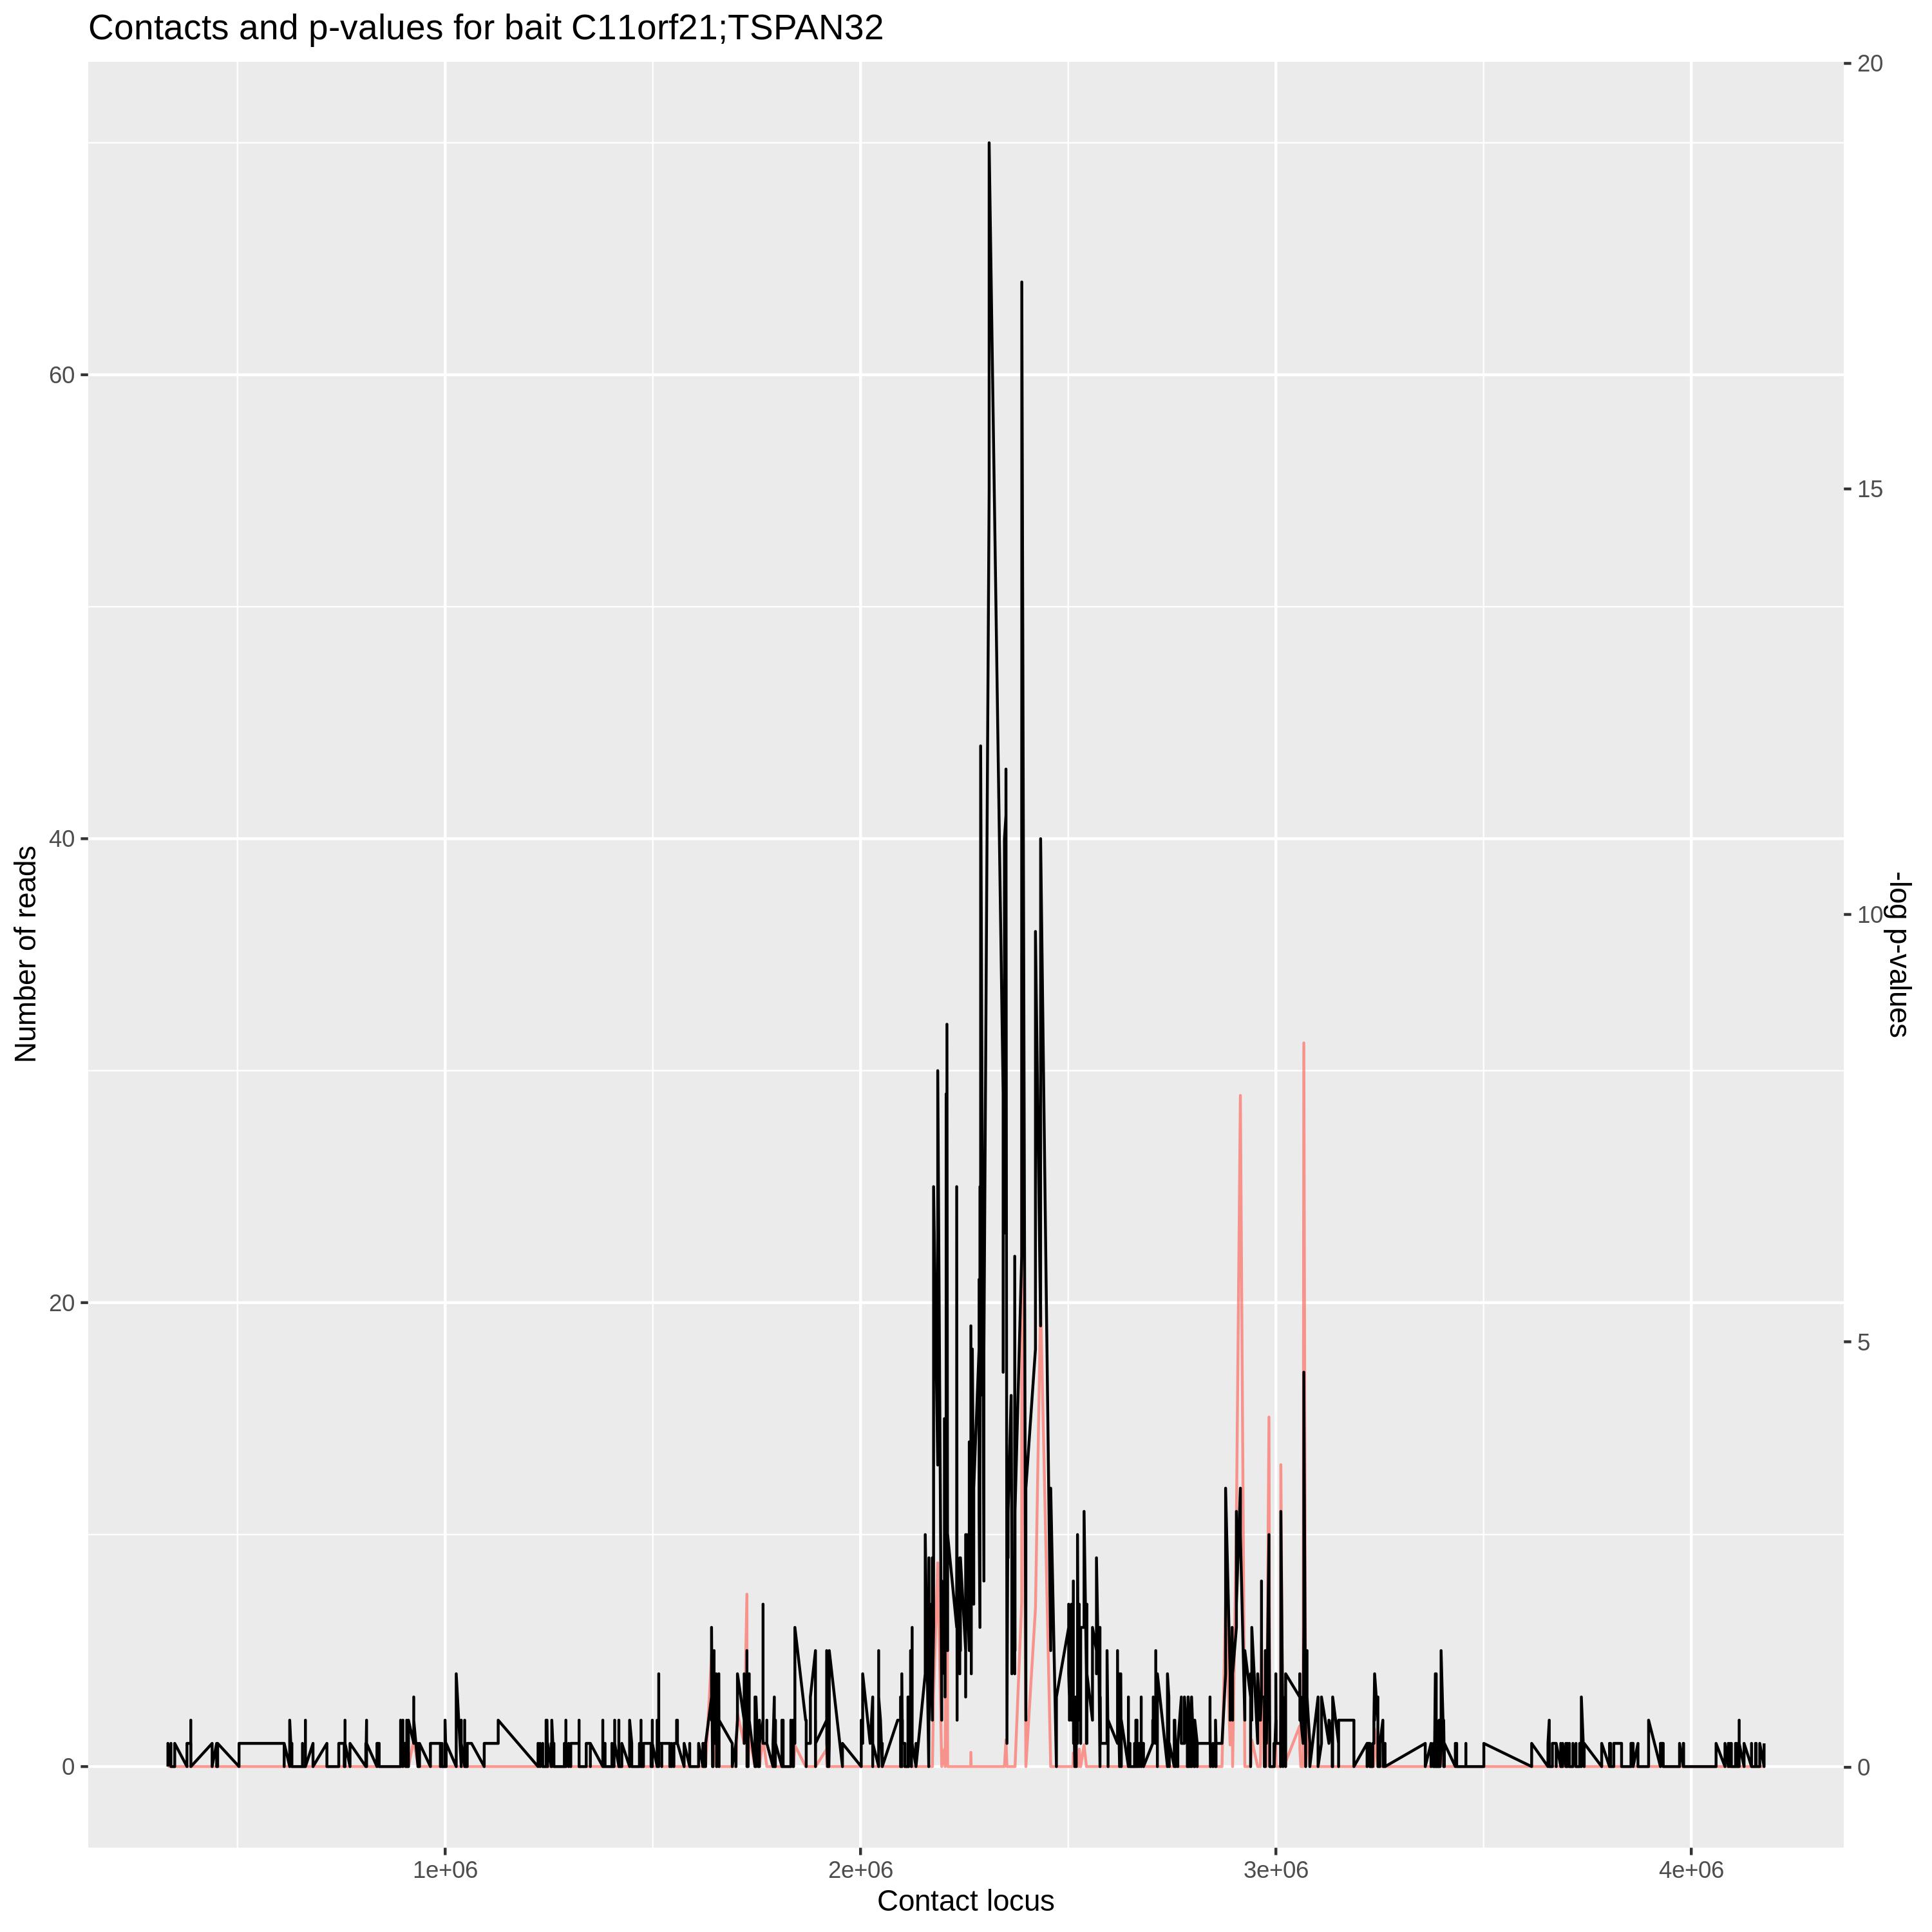 Contacts and p-values for bait C11orf21;TSPAN32
Number of reads
60
40
20
0
20
15
10
5
0
-log p-values
1e+06
2e+06
3e+06
4e+06
Contact locus